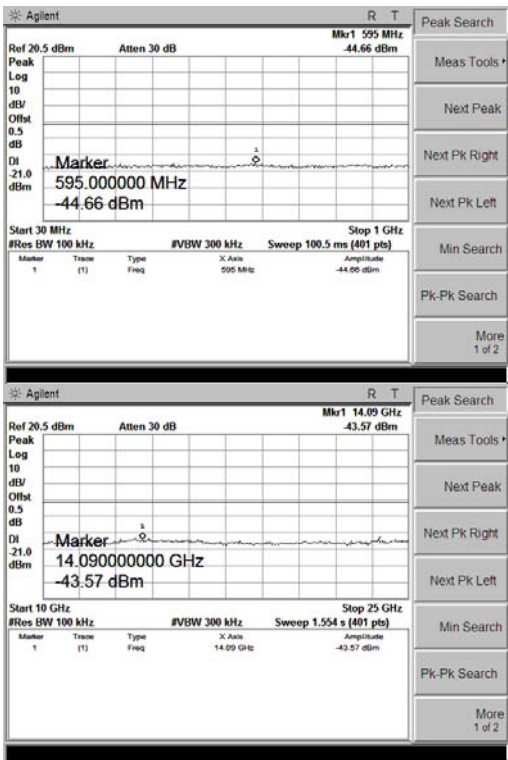 Agilent R T
Peak Search
Mkr1 595 MHz
Ref 20.5 dBm Atten 30 dB -44.66 dBm
Peak
Log
10
dB/
Offst
0.5
dB
DI
-21.0
dBm
1
Marker
595.000000 MHz
-44.66 dBm
Start 30 MHz Stop 1 GHz
#Res BW 100 kHz #VBW 300 kHz Sweep 100.5 ms (401 pts)
Marker Trace Type X Axis Amplitude
1 (1) Freq 595 MHz -44.66 dBm
Meas Tools
Next Peak
Next Pk Right
Next Pk Left
Min Search
Pk-Pk Search
More
1 of 2
Agilent R T
Peak Search
Mkr1 14.09 GHz
Ref 20.5 dBm Atten 30 dB -43.57 dBm
Peak
Log
10
dB/
Offst
0.5
dB
DI
-21.0
dBm
1
Marker
14.090000000 GHz
-43.57 dBm
Start 10 GHz Stop 25 GHz
#Res BW 100 kHz #VBW 300 kHz Sweep 1.554 s (401 pts)
Marker Trace Type X Axis Amplitude
1 (1) Freq 14.09 GHz -43.57 dBm
Meas Tools
Next Peak
Next Pk Right
Next Pk Left
Min Search
Pk-Pk Search
More
1 of 2